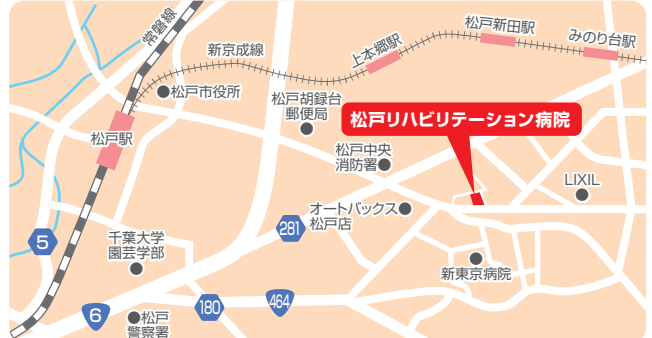 常磐線
新京成線
上本郷駅
松戸新田駅
みのり台駅
松戸市役所
松戸胡録台
郵便局
松戸リハビリテーション病院
松戸駅
松戸中央
消防署
LIXIL
オートバックス
松戸店
281
5
千葉大学
園芸学部
新東京病院
6
180
464
松戸
警察署